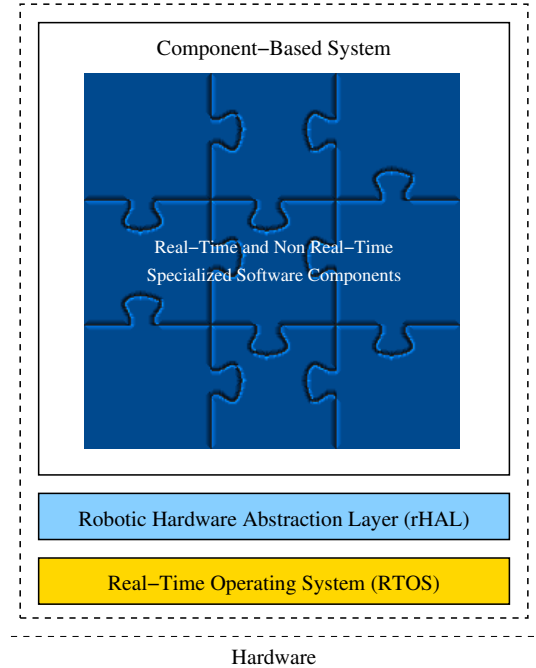 Component−Based System
Real−Time and Non Real−Time
Specialized Software Components
Robotic Hardware Abstraction Layer (rHAL)
Real−Time Operating System (RTOS)
Hardware